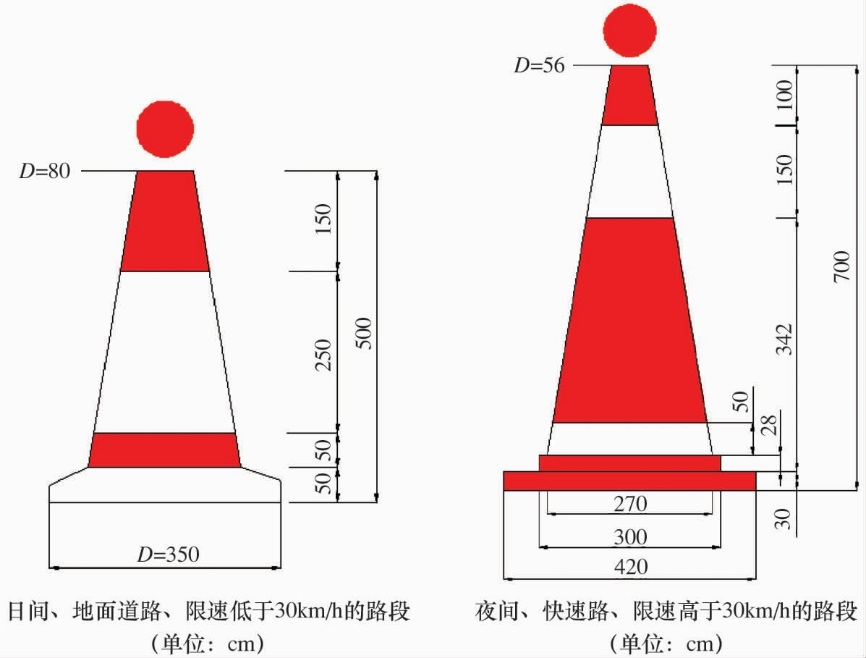 D=80
150
250
50
50
500
D=350
日间、地面道路、限速低于30km/h的路段
(单位：cm)
D=56
100
150
342
50
28
30
700
270
300
420
夜间、快速路、限速高于30km/h的路段
(单位：cm)